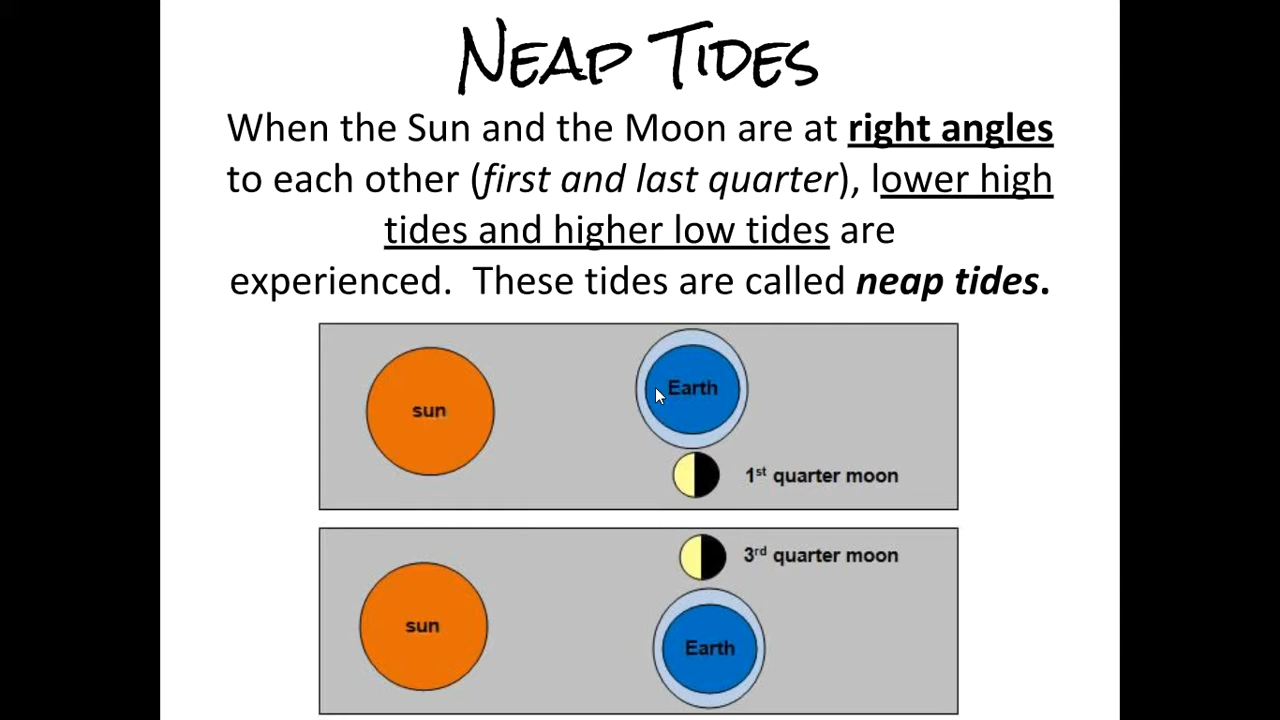 NEAP TIDES
When the Sun and the Moon are at right angles
to each other (first and last quarter), lower high
tides and higher low tides are
experienced.  These tides are called neap tides.
sun
Earth
1st quarter moon
3rd quarter moon
sun
Earth